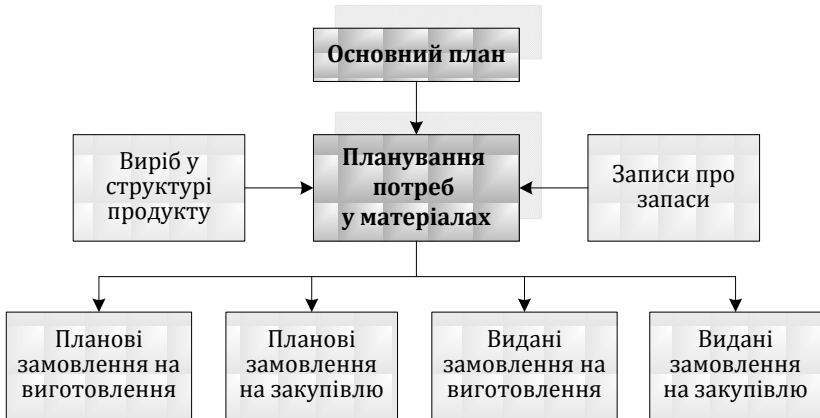 Основний план
Виріб у
структурі
продукту
Планування
потреб
у матеріалах
Записи про
запаси
Планові
замовлення на
виготовлення
Планові
замовлення
на закупівлю
Видані
замовлення на
виготовлення
Видані
замовлення
на закупівлю